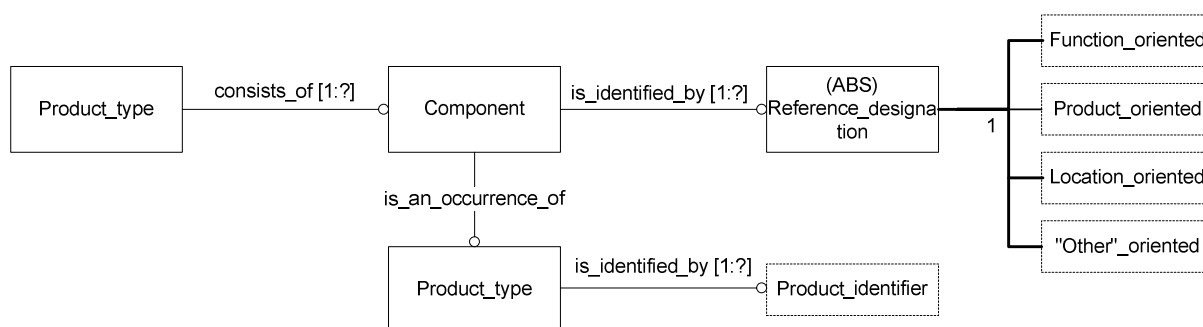 Function_oriented
(ABS)
Product_type
consists_of [1:?]
Component
is_identified_by [1:?]
Reference_designa
tion
1
Product_oriented
Location_oriented
"Other"_oriented
is_an_occurrence_of
Product_type
is_identified_by [1:?]
Product_identifier